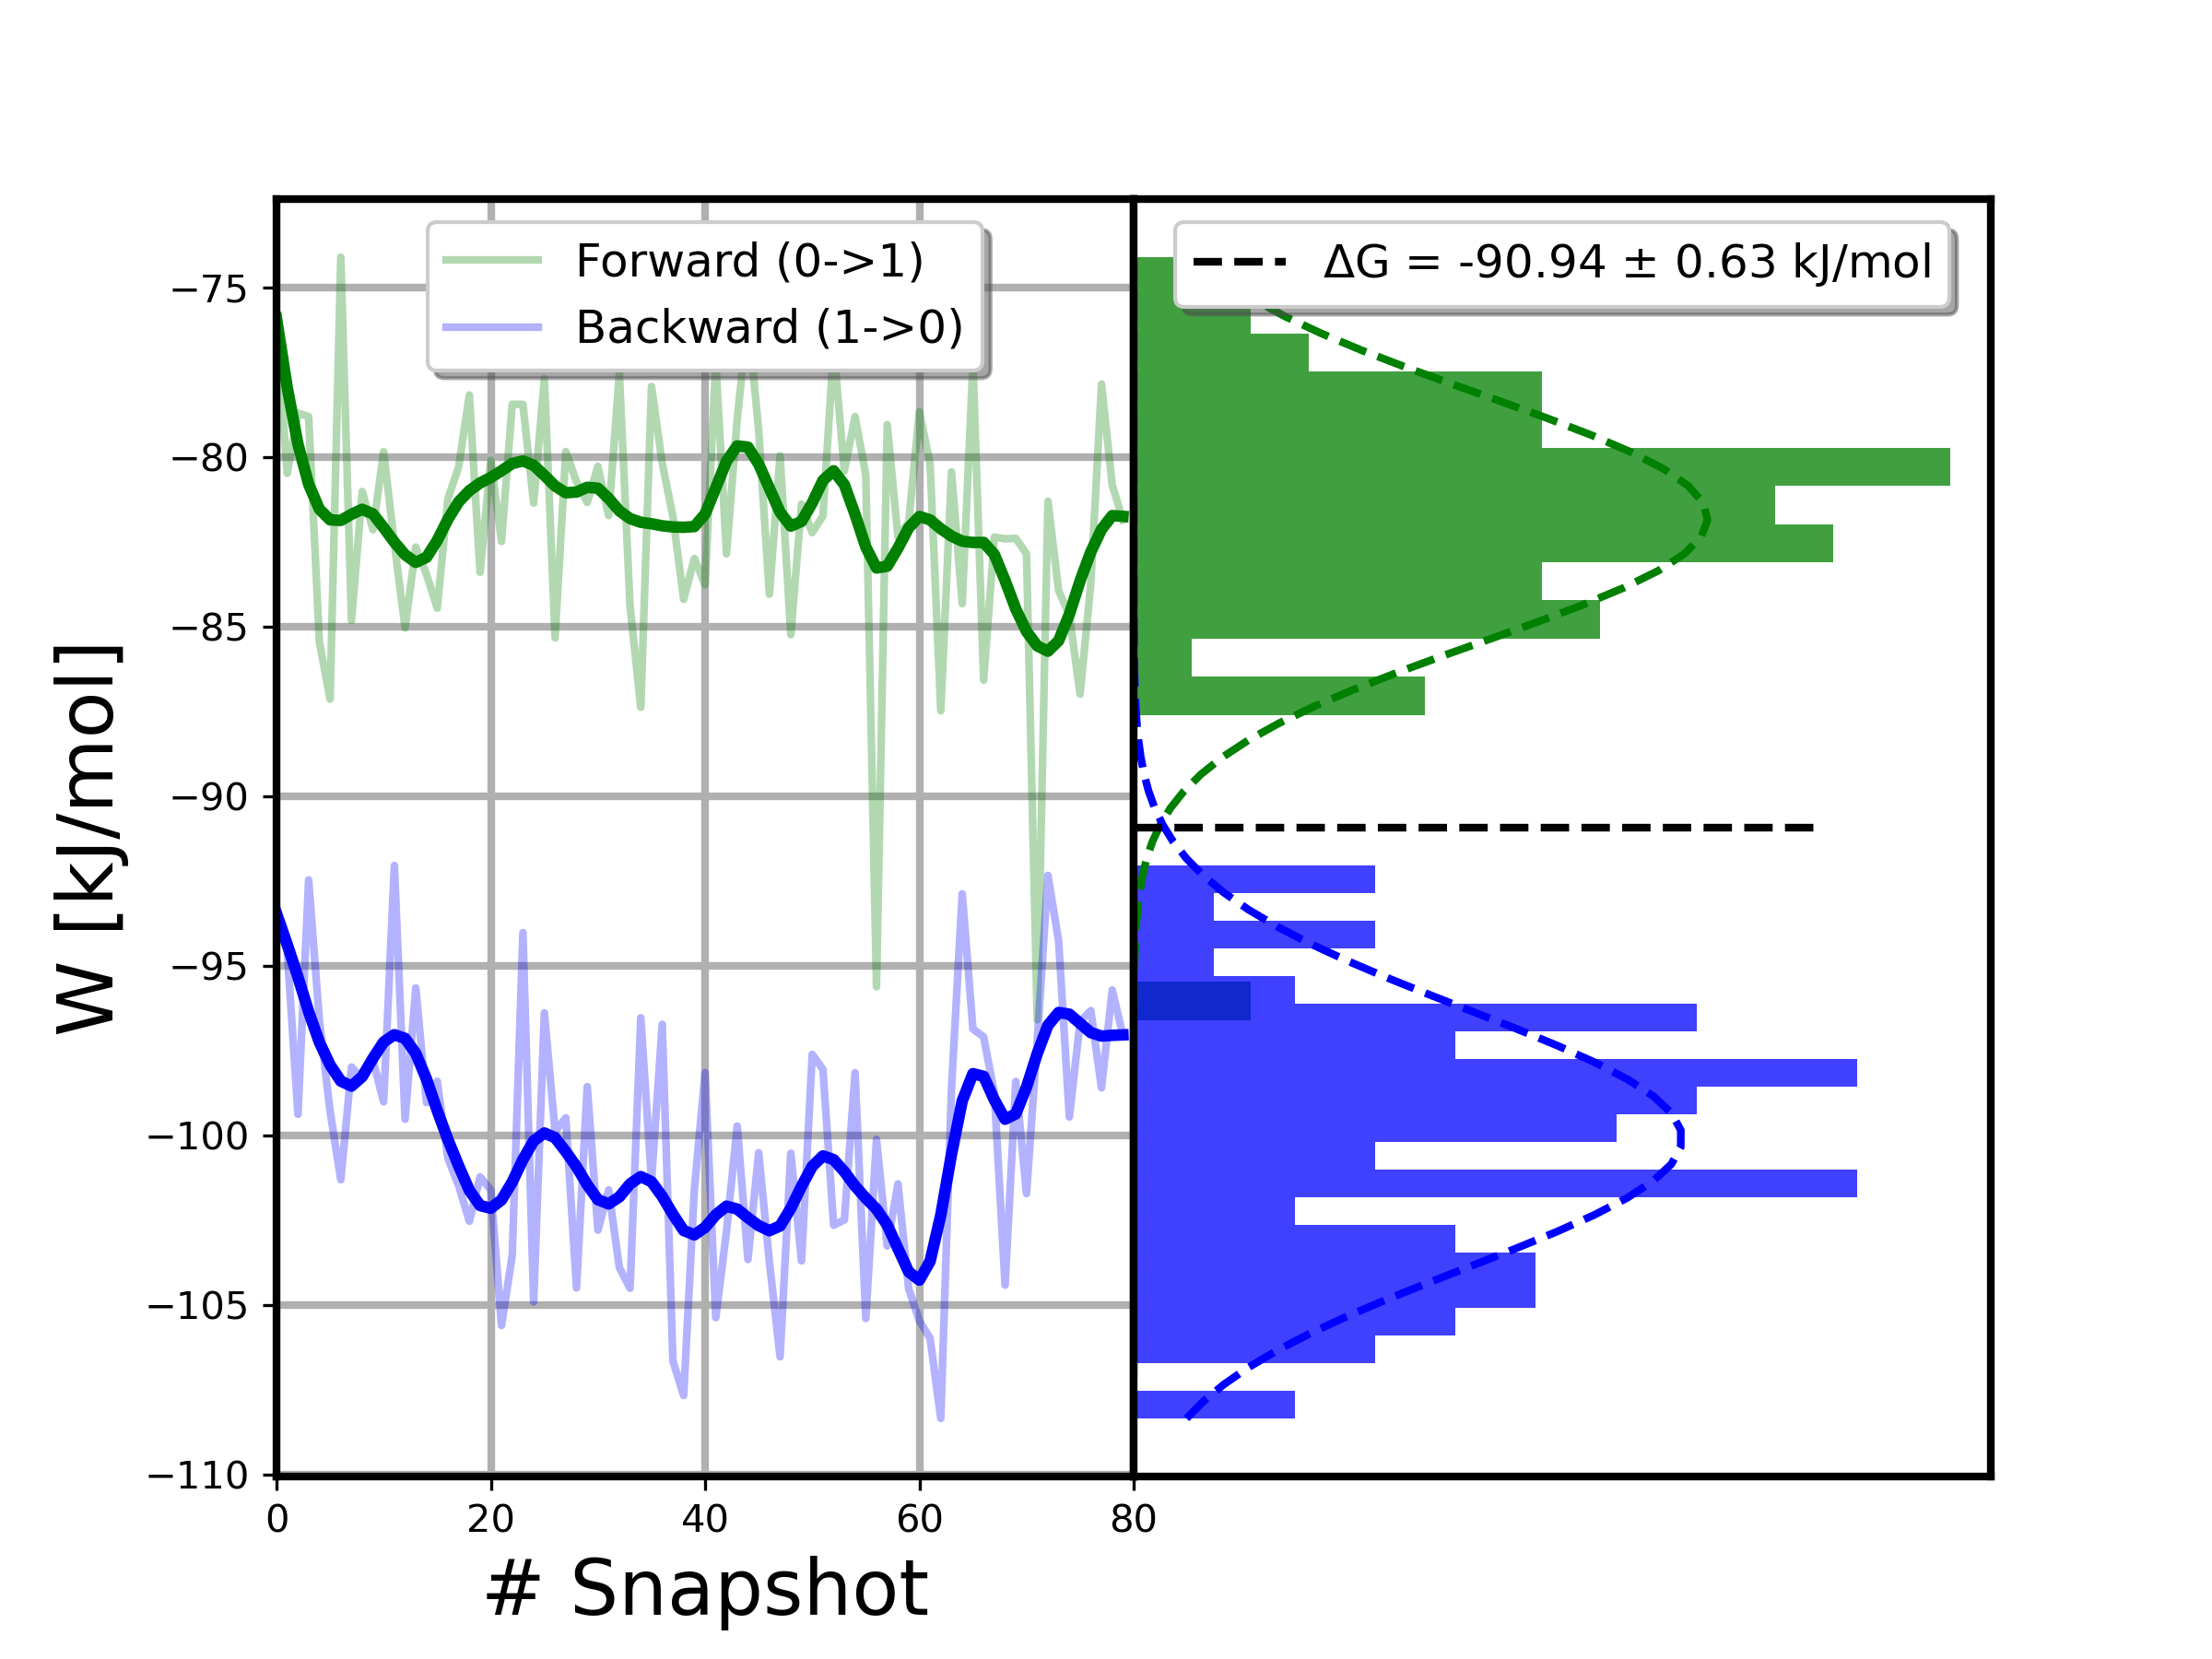 Forward (0->1)
Backward (1->0)
ΔG = -90.94 ± 0.63 kJ/mol
W [kJ/mol]
−75
−80
−85
−90
−95
−100
−105
−110
0 20 40 60 80
# Snapshot